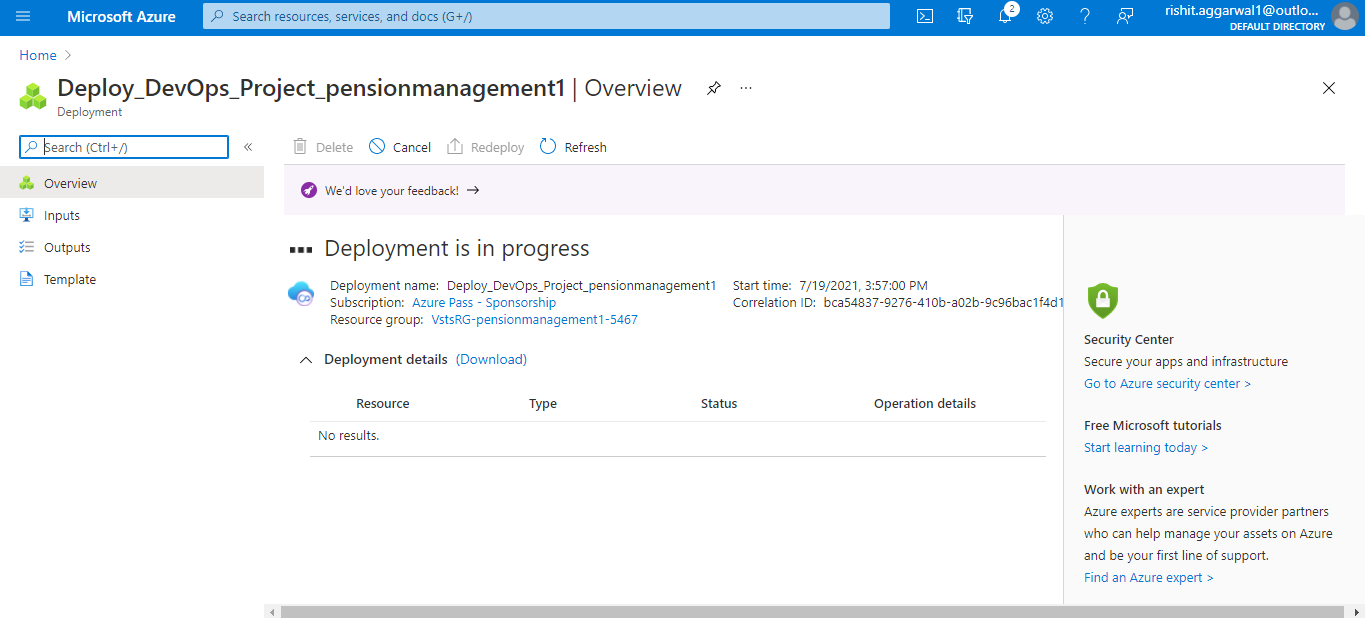 Microsoft Azure
Search resources, services, and docs (G+/)
2
rishit.aggarwal1@outlo...
DEFAULT DIRECTORY
Home >
Deploy_DevOps_Project_pensionmanagement1 | Overview
...
Deployment
Search (Ctrl+/)
«
Delete
Cancel
Redeploy
Refresh
Overview
Inputs
Outputs
Template
We'd love your feedback! →
Deployment is in progress
Deployment name: Deploy_DevOps_Project_pensionmanagement1
Subscription: Azure Pass - Sponsorship
Resource group: VstsRG-pensionmanagement1-5467
Start time: 7/19/2021, 3:57:00 PM
Correlation ID: bca54837-9276-410b-a02b-9c96bac1f4d1
Deployment details (Download)
Resource Type Status Operation details
No results.
Security Center
Secure your apps and infrastructure
Go to Azure security center >
Free Microsoft tutorials
Start learning today >
Work with an expert
Azure experts are service provider partners
who can help manage your assets on Azure
and be your first line of support.
Find an Azure expert >